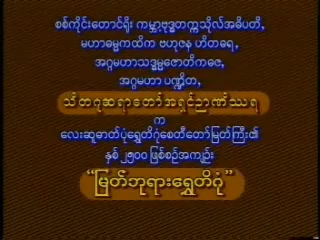 စစ်ကိုင်းတောင်ရိုး ကမ္ဘာ့ဗုဒ္ဓတက္ကသိုလ်အဓိပတိ,
မဟာဓမ္မကထိက ဗဟုဇန ဟိတဓရ,
အဂ္ဂမဟာသဒ္ဓမ္မဇောတိကဓဇ,
အဂ္ဂမဟာ ပဏ္ဍိတ,
သီတဂူဆရာတော်အရှင်ဉာဏိဿရ
က
လေးဆူဓာတ်ပုံရွှေတိဂုံစေတီတော်မြတ်ကြီး၏
နှစ် ၂၅၀၀ ဖြစ်စဉ်အကျဉ်း
“မြတ်ဘုရားရွှေတိဂုံ”